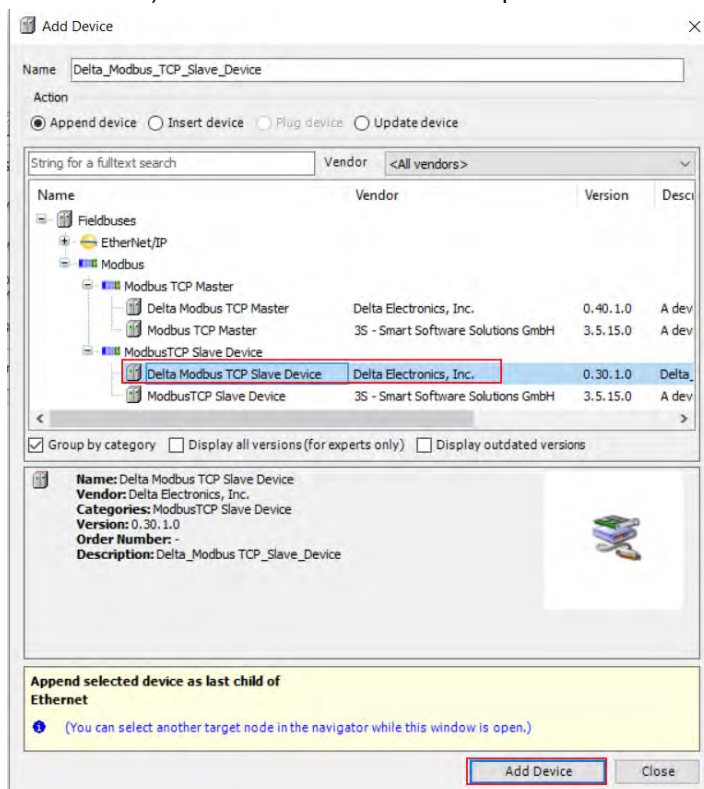 Add Device
Name Delta_Modbus_TCP_Slave_Device
Action
Append device Insert device Plug device Update device
String for a fulltext search Vendor <All vendors>
Name Vendor Version Descr
Fieldbuses
EtherNet/IP
Modbus
Modbus TCP Master
Delta Modbus TCP Master Delta Electronics, Inc. 0.40.1.0 A dev
Modbus TCP Master 3S - Smart Software Solutions GmbH 3.5.15.0 A dev
ModbusTCP Slave Device
Delta Modbus TCP Slave Device Delta Electronics, Inc. 0.30.1.0 Delta_
ModbusTCP Slave Device 3S - Smart Software Solutions GmbH 3.5.15.0 A dev
Group by category Display all versions (for experts only) Display outdated versions
Name: Delta Modbus TCP Slave Device
Vendor: Delta Electronics, Inc.
Categories: ModbusTCP Slave Device
Version: 0.30.1.0
Order Number: -
Description: Delta_Modbus TCP_Slave_Device
Append selected device as last child of
Ethernet
(You can select another target node in the navigator while this window is open.)
Add Device Close